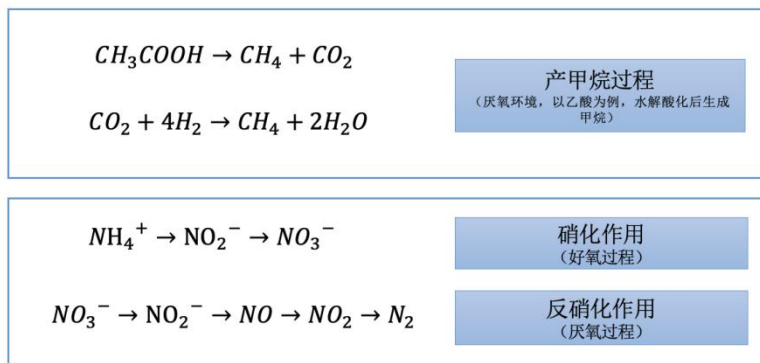 CH₃COOH → CH₄ + CO₂
产甲烷过程
（厌氧环境，以乙酸为例，水解酸化后生成
甲烷）
CO₂ + 4H₂ → CH₄ + 2H₂O
NH₄⁺ → NO₂⁻ → NO₃⁻
硝化作用
（好氧过程）
NO₃⁻ → NO₂⁻ → NO → NO₂ → N₂
反硝化作用
（厌氧过程）